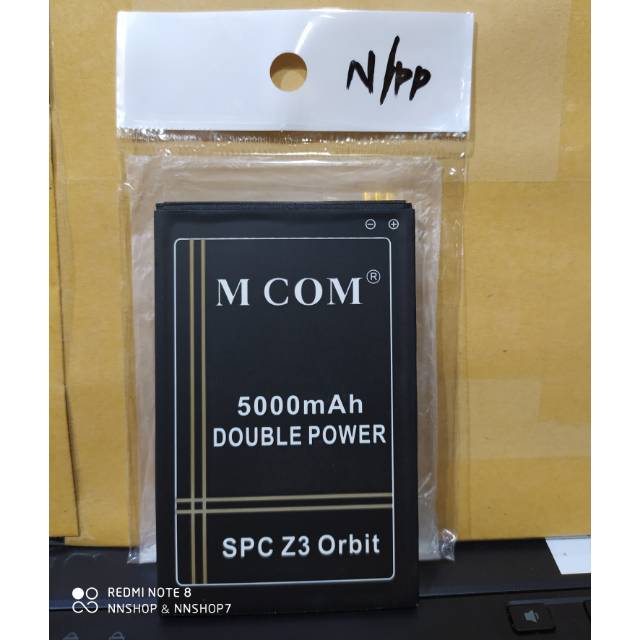 N/pp
⊖ ⊕
M COM®
5000mAh
DOUBLE POWER
SPC Z3 Orbit
REDMI NOTE 8
NNSHOP & NNSHOP7